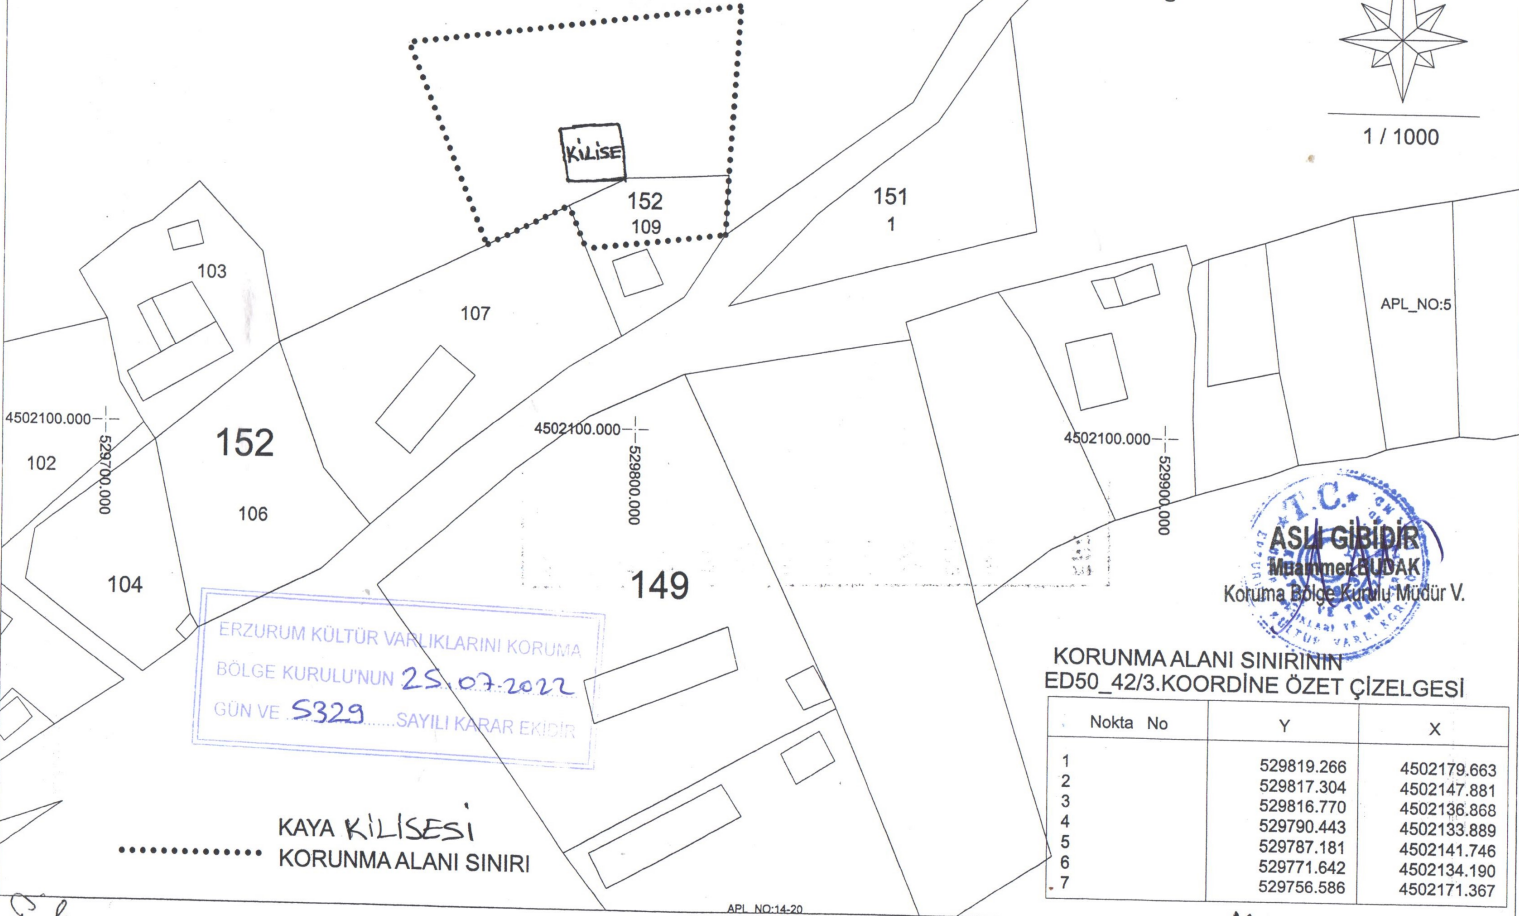 1 / 1000
KİLİSE
152
109
151
1
103
107
APL_NO:5
4502100.000
529700.000
4502100.000
529800.000
4502100.000
529900.000
102
152
106
104
149
T.C.
ASLI GİBİDİR
Muammer BUDAK
Koruma Bölge Kurulu Müdür V.
ERZURUM KÜLTÜR VARLIKLARINI KORUMA
BÖLGE KURULU'NUN 25.07.2022
GÜN VE 5329 SAYILI KARAR EKİDİR
KORUNMA ALANI SINIRININ
ED50_42/3.KOORDİNE ÖZET ÇİZELGESİ
Nokta No Y X
1 529819.266 4502179.663
2 529817.304 4502147.881
3 529816.770 4502136.868
4 529790.443 4502133.889
5 529787.181 4502141.746
6 529771.642 4502134.190
7 529756.586 4502171.367
KAYA KİLİSESİ
KORUNMA ALANI SINIRI
APL_NO:14-20